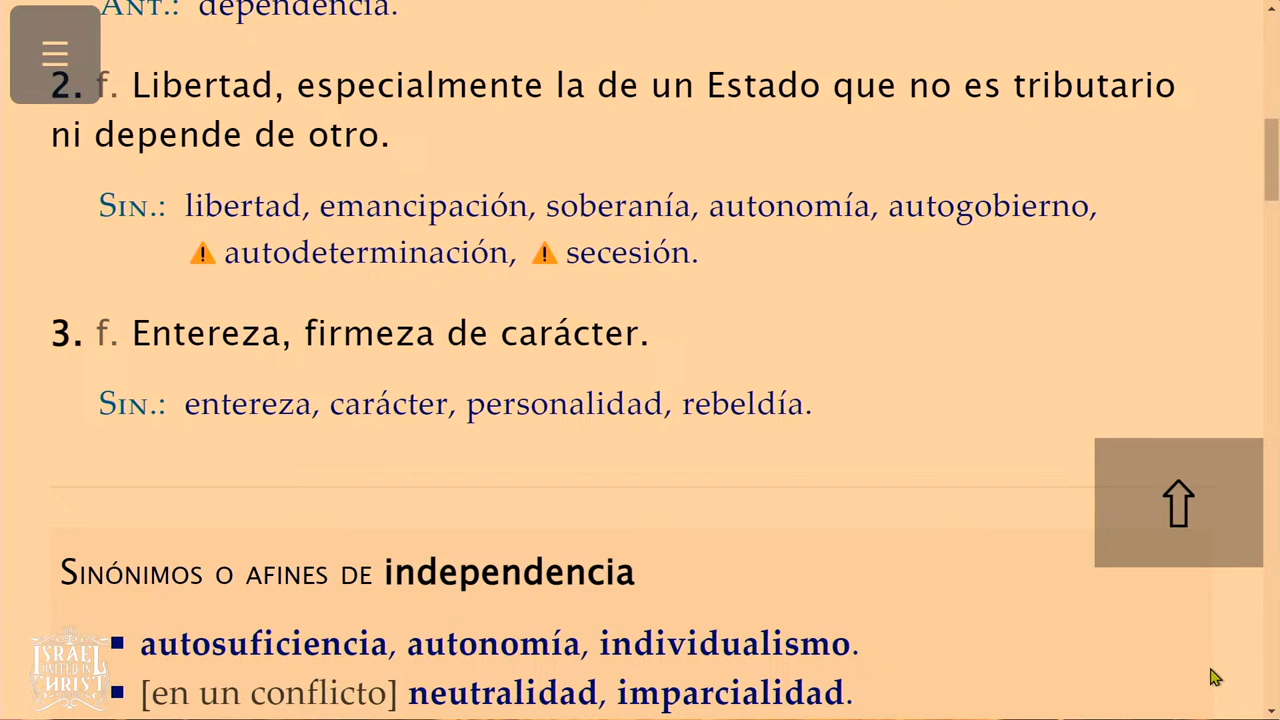 ANT.: dependencia.
2. f. Libertad, especialmente la de un Estado que no es tributario
ni depende de otro.
SIN.: libertad, emancipación, soberanía, autonomía, autogobierno,
autodeterminación, secesión.
3. f. Entereza, firmeza de carácter.
SIN.: entereza, carácter, personalidad, rebeldía.
SINÓNIMOS O AFINES DE independencia
autosuficiencia, autonomía, individualismo.
[en un conflicto] neutralidad, imparcialidad.
ISRAEL
UNITED IN
CHRIST